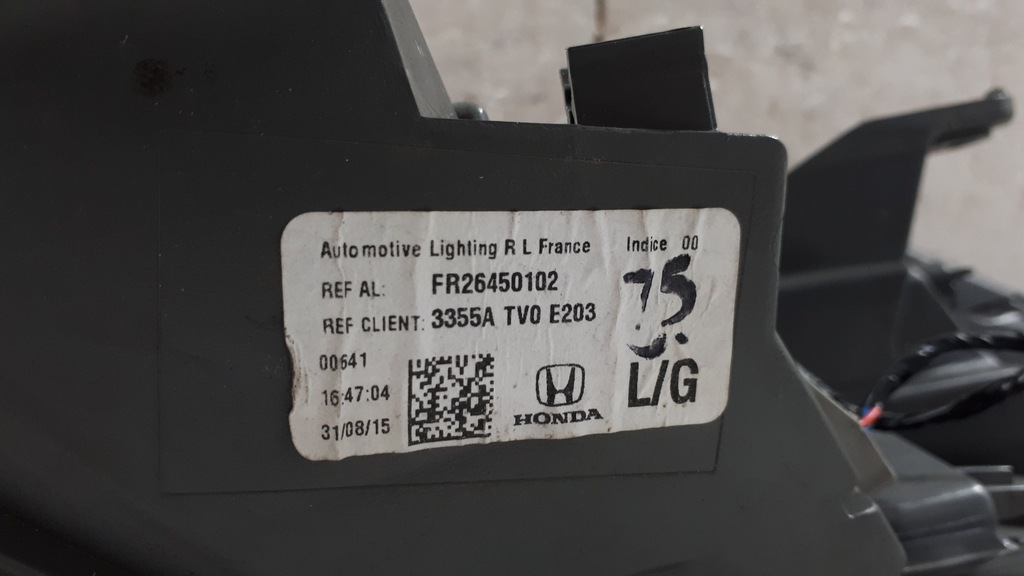 Automotive Lighting R L France Indice 00
REF AL: FR26450102
REF CLIENT: 3355A TV0 E203
75
00641
16:47:04
31/08/15
HONDA
L/G